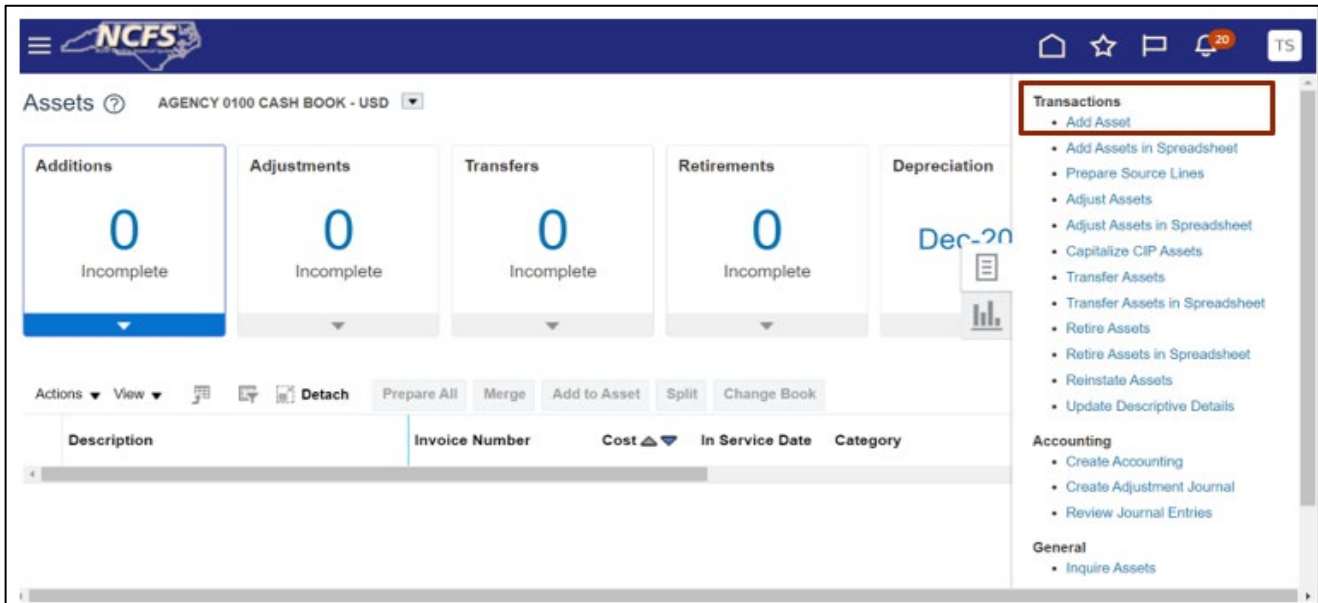 NCFS
20
TS
Assets
AGENCY 0100 CASH BOOK - USD
Additions
0
Incomplete
Adjustments
0
Incomplete
Transfers
0
Incomplete
Retirements
0
Incomplete
Depreciation
Dec-20
Actions View Detach Prepare All Merge Add to Asset Split Change Book
Description Invoice Number Cost In Service Date Category
Transactions
Add Asset
Add Assets in Spreadsheet
Prepare Source Lines
Adjust Assets
Adjust Assets in Spreadsheet
Capitalize CIP Assets
Transfer Assets
Transfer Assets in Spreadsheet
Retire Assets
Retire Assets in Spreadsheet
Reinstate Assets
Update Descriptive Details
Accounting
Create Accounting
Create Adjustment Journal
Review Journal Entries
General
Inquire Assets